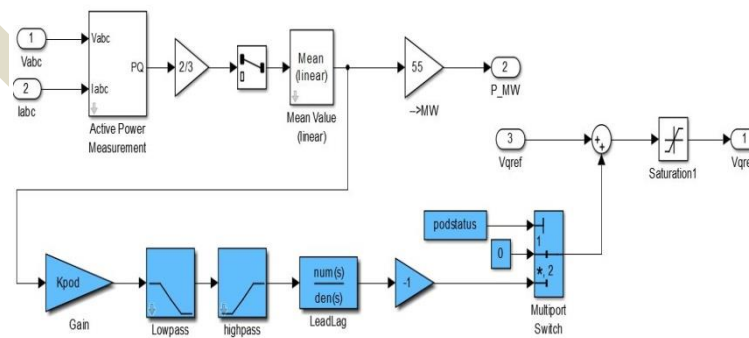 1
Vabc
2
Iabc
Vabc
Iabc
PQ
Active Power
Measurement
2/3
Mean
(linear)
Mean Value
(linear)
55
-->MW
2
P_MW
3
Vqref
+
+
Saturation1
1
Vqref
Kpod
Gain
Lowpass
highpass
num(s)
den(s)
LeadLag
-1
podstatus
0
1
*, 2
Multiport
Switch